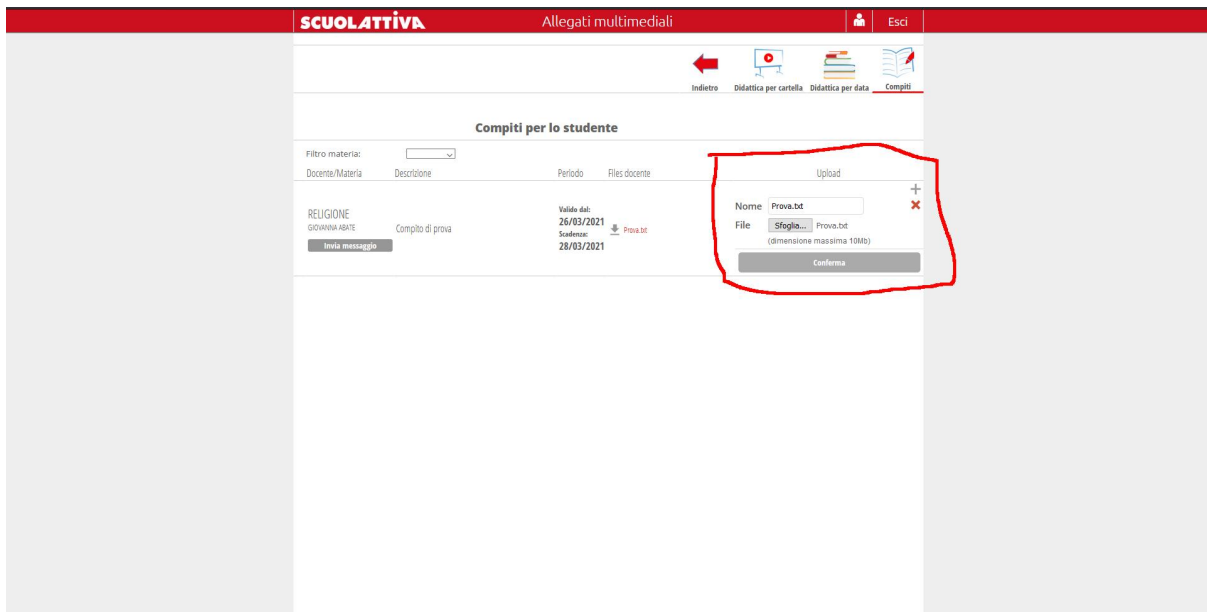 SCUOLATTIVA Allegati multimediali Esci
Indietro Didattica per cartella Didattica per data Compiti
Compiti per lo studente
Filtro materia:
Docente/Materia Descrizione Periodo Files docente Upload
RELIGIONE
GIOVANNA ABATE
Invia messaggio
Compito di prova
Valido dal:
26/03/2021
Scadenza:
28/03/2021
Prova.txt
Nome Prova.txt
File Sfoglia... Prova.txt
(dimensione massima 10Mb)
Conferma